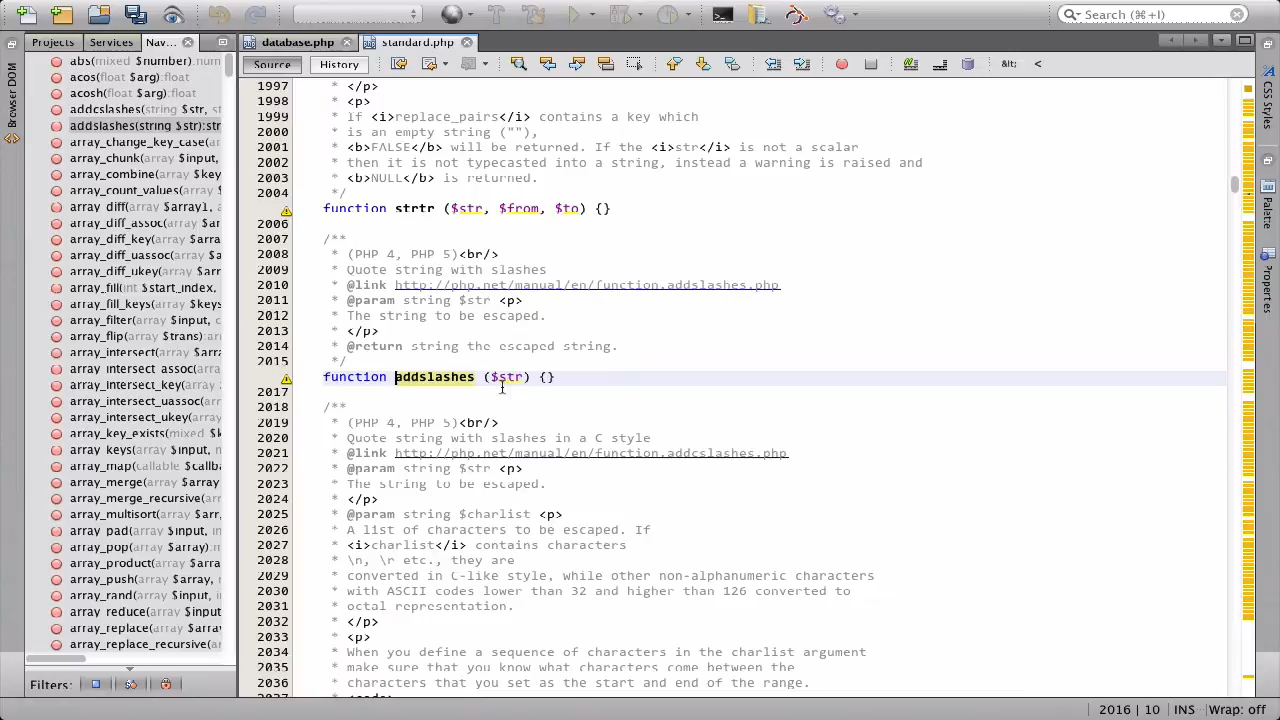 Search (⌘+I)
Projects
Services
Nav...
database.php
standard.php
Source
History
Browser DOM
CSS Styles
Palette
Properties
abs(mixed $number):num
acos(float $arg):float
acosh(float $arg):float
addcslashes(string $str, st
addslashes(string $str):str
array_change_key_case(a
array_chunk(array $input,
array_combine(array $key
array_count_values(array $
array_diff(array $array1,
array_diff_assoc(array $a
array_diff_key(array $arra
array_diff_uassoc(array $a
array_diff_ukey(array $arr
array_fill(int $start_index,
array_fill_keys(array $keys
array_filter(array $input, c
array_flip(array $trans):arr
array_intersect(array $arra
array_intersect_assoc(arra
array_intersect_key(array
array_intersect_uassoc(arr
array_intersect_ukey(array
array_key_exists(mixed $k
array_keys(array $input, m
array_map(callable $callba
array_merge(array $array1
array_merge_recursive(arr
array_multisort(array $arr,
array_pad(array $input, in
array_pop(array $array):m
array_product(array $array
array_push(array $array,
array_rand(array $input, i
array_reduce(array $input
array_replace(array $array
array_replace_recursive(ar
Filters:
1997 * </p>
1998 * <p>
1999 * If <i>replace_pairs</i> contains a key which
2000 * is an empty string (""),
2001 * <b>FALSE</b> will be returned. If the <i>str</i> is not a scalar
2002 * then it is not typecasted into a string, instead a warning is raised and
2003 * <b>NULL</b> is returned.
2004 */
function strtr ($str, $from, $to) {}
2006
2007 /**
2008 * (PHP 4, PHP 5)<br/>
2009 * Quote string with slashes
2010 * @link http://php.net/manual/en/function.addslashes.php
2011 * @param string $str <p>
2012 * The string to be escaped.
2013 * </p>
2014 * @return string the escaped string.
2015 */
function addslashes ($str) {}
2017
2018 /**
2019 * (PHP 4, PHP 5)<br/>
2020 * Quote string with slashes in a C style
2021 * @link http://php.net/manual/en/function.addcslashes.php
2022 * @param string $str <p>
2023 * The string to be escaped.
2024 * </p>
2025 * @param string $charlist <p>
2026 * A list of characters to be escaped. If
2027 * <i>charlist</i> contains characters
2028 * \n, \r etc., they are
2029 * converted in C-like style, while other non-alphanumeric characters
2030 * with ASCII codes lower than 32 and higher than 126 converted to
2031 * octal representation.
2032 * </p>
2033 * <p>
2034 * When you define a sequence of characters in the charlist argument
2035 * make sure that you know what characters come between the
2036 * characters that you set as the start and end of the range.
2037 * <code>
2016 | 10 INS Wrap: off